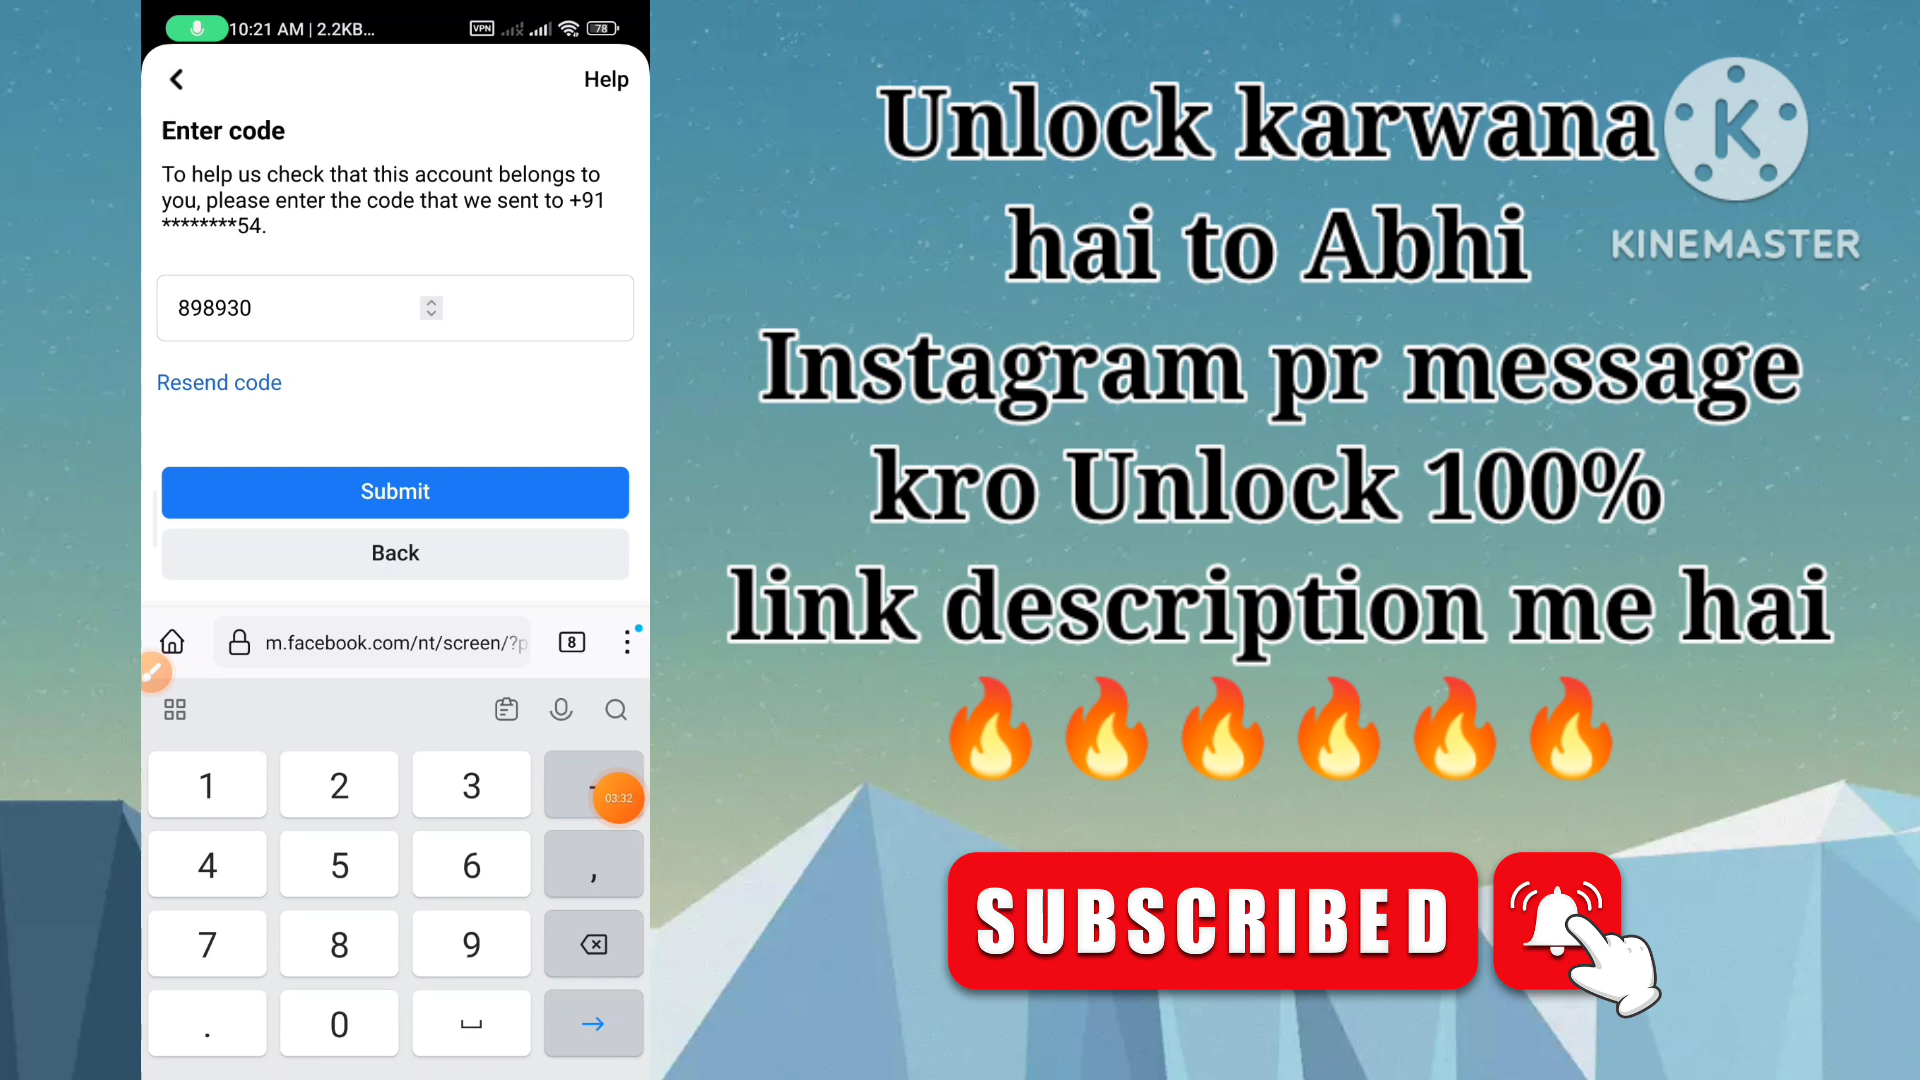 10:21 AM | 2.2KB...
VPN
78
Help
Enter code
To help us check that this account belongs to
you, please enter the code that we sent to +91
********54.
898930
Resend code
Submit
Back
m.facebook.com/nt/screen/?p
8
1 2 3
03:32
4 5 6 ,
7 8 9
. 0
Unlock karwana
hai to Abhi
Instagram pr message
kro Unlock 100%
link description me hai
🔥🔥🔥🔥🔥🔥
K
KINEMASTER
SUBSCRIBED